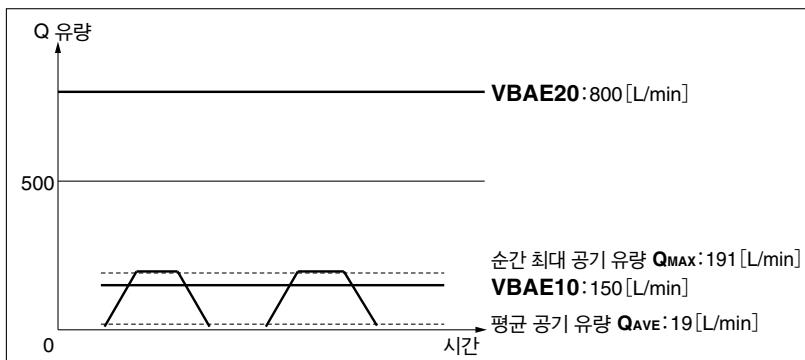 Q 유량
VBAE20:800[L/min]
500
순간 최대 공기 유량 QMAX:191[L/min]
VBAE10:150[L/min]
평균 공기 유량 QAVE:19[L/min]
0
시간